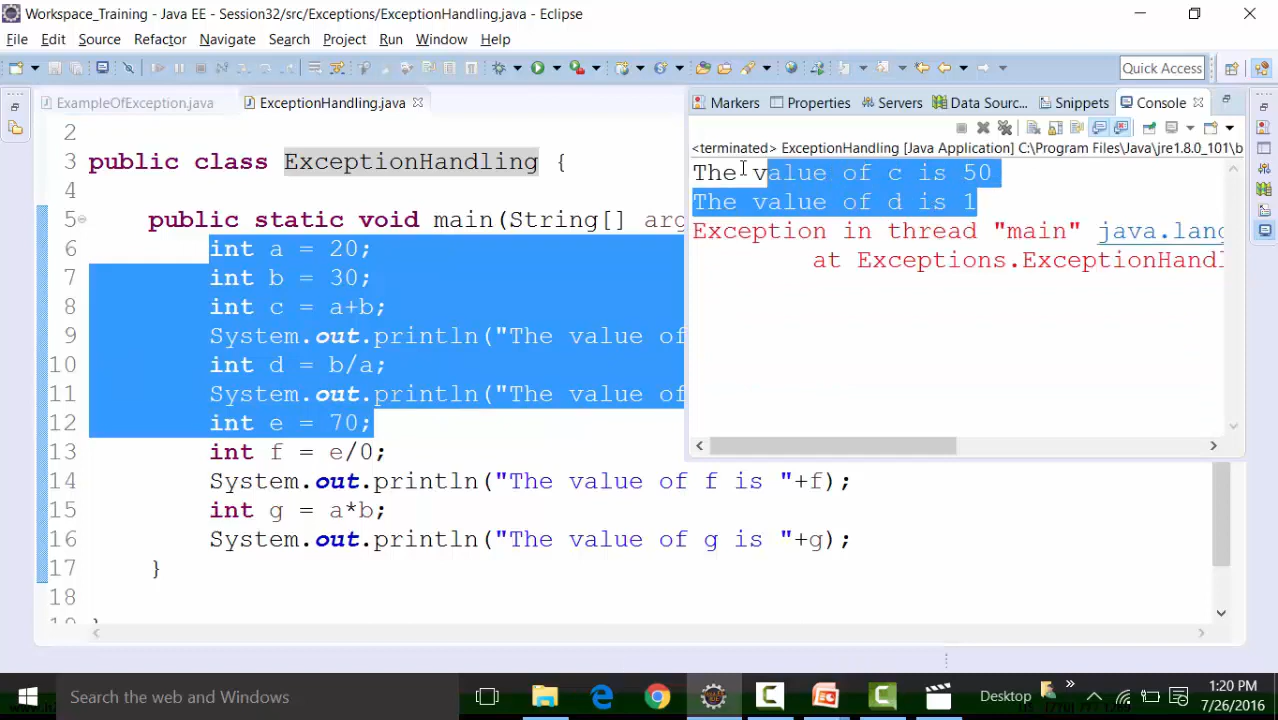 Workspace_Training - Java EE - Session32/src/Exceptions/ExceptionHandling.java - Eclipse
File Edit Source Refactor Navigate Search Project Run Window Help
Quick Access
ExampleOfException.java ExceptionHandling.java
Markers Properties Servers Data Sourc... Snippets Console
<terminated> ExceptionHandling [Java Application] C:\Program Files\Java\jre1.8.0_101\b
The value of c is 50
The value of d is 1
Exception in thread "main" java.lang
at Exceptions.ExceptionHandl
2
3 public class ExceptionHandling {
4
5 public static void main(String[] arg
6 int a = 20;
7 int b = 30;
8 int c = a+b;
9 System.out.println("The value of
10 int d = b/a;
11 System.out.println("The value of
12 int e = 70;
13 int f = e/0;
14 System.out.println("The value of f is "+f);
15 int g = a*b;
16 System.out.println("The value of g is "+g);
17 }
18
Search the web and Windows
Desktop
1:20 PM
7/26/2016